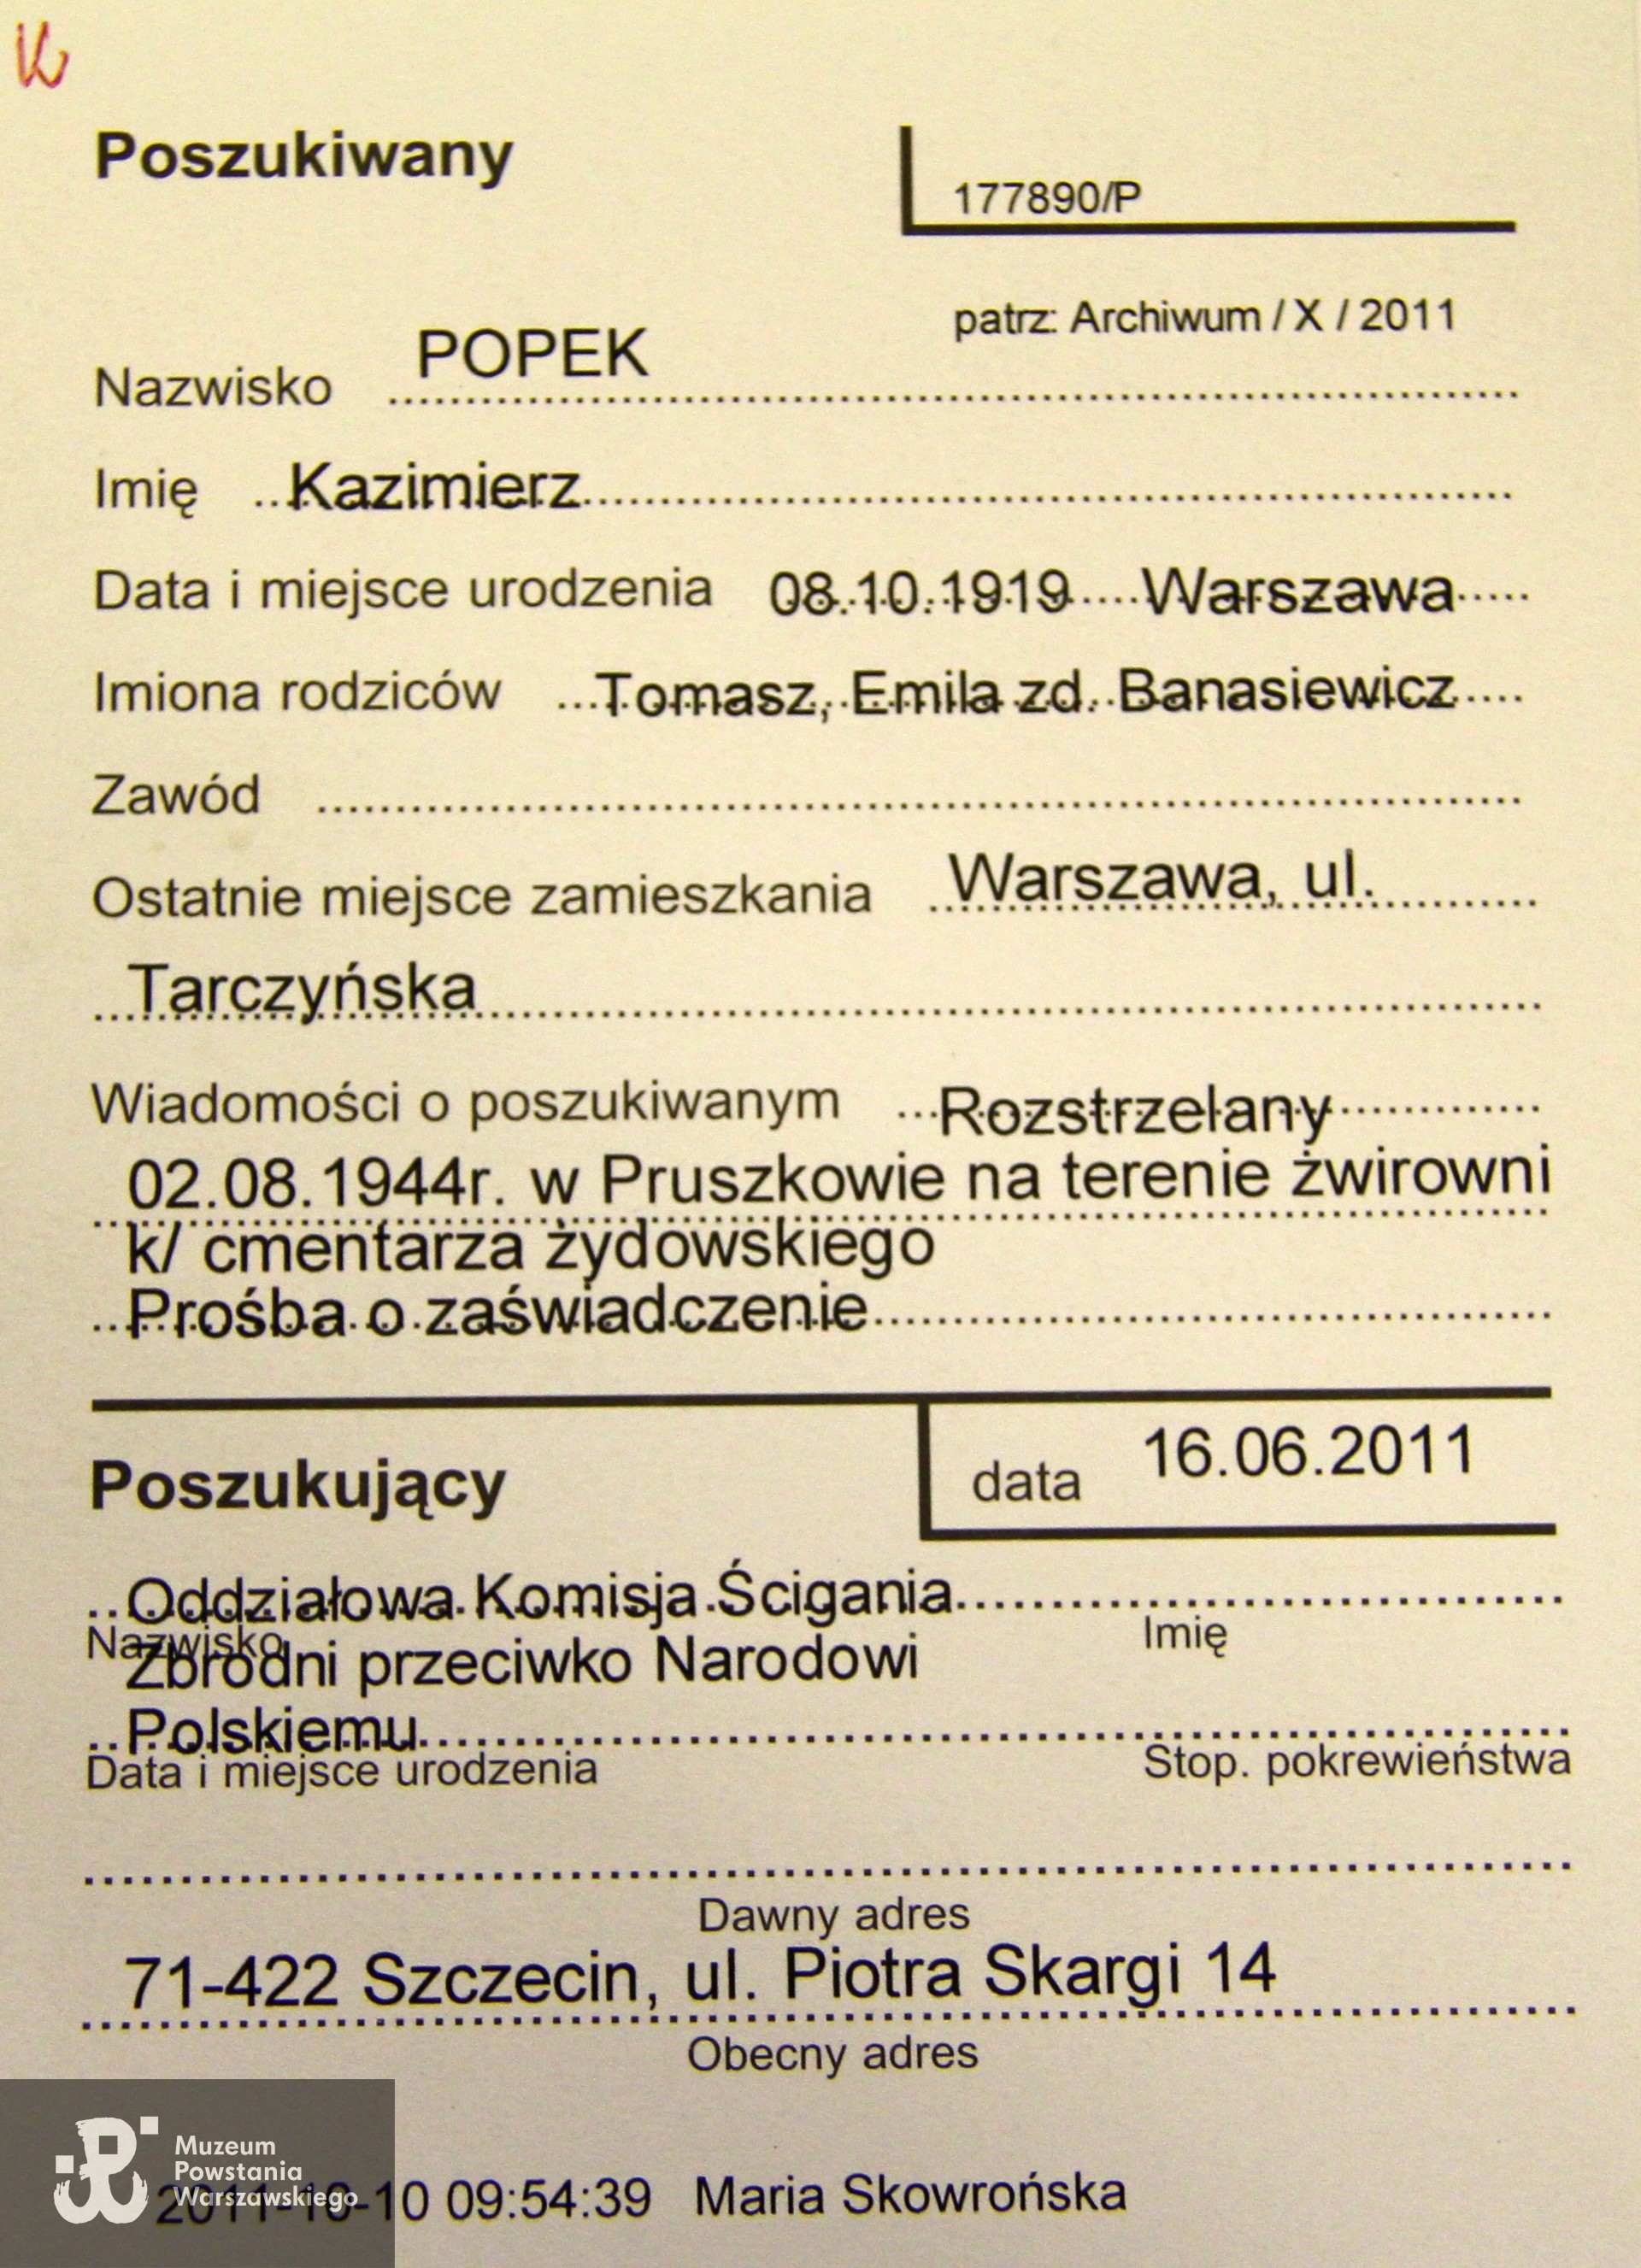 K
Poszukiwany
177890/P
patrz: Archiwum / X / 2011
Nazwisko POPEK
Imię Kazimierz
Data i miejsce urodzenia 08.10.1919 Warszawa
Imiona rodziców Tomasz, Emila zd. Banasiewicz
Zawód
Ostatnie miejsce zamieszkania Warszawa, ul.
Tarczyńska
Wiadomości o poszukiwanym Rozstrzelany
02.08.1944r. w Pruszkowie na terenie żwirowni
k/ cmentarza żydowskiego
Prośba o zaświadczenie
Poszukujący
data 16.06.2011
Oddziałowa Komisja Ścigania
Nazwisko Imię
Zbrodni przeciwko Narodowi
Polskiemu
Data i miejsce urodzenia Stop. pokrewieństwa
Dawny adres
71-422 Szczecin, ul. Piotra Skargi 14
Obecny adres
Muzeum
Powstania
Warszawskiego
2011-10-10 09:54:39 Maria Skowrońska